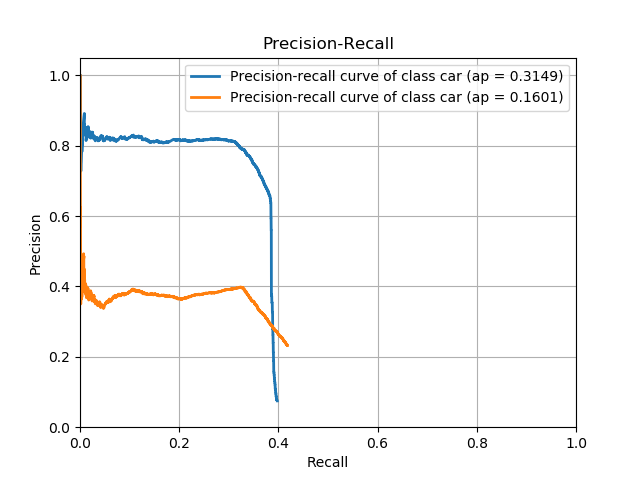 Precision-Recall
Precision-recall curve of class car (ap = 0.3149)
Precision-recall curve of class car (ap = 0.1601)
1.0
0.8
0.6
0.4
0.2
0.0
Precision
0.0 0.2 0.4 0.6 0.8 1.0
Recall